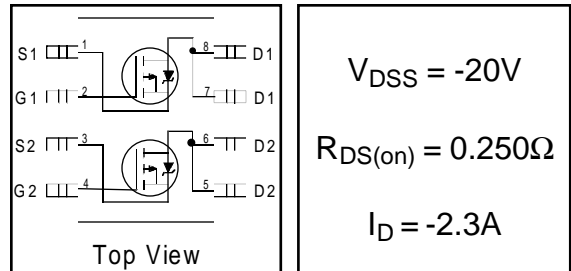 S1 1 8 D1
G1 2 7 D1
S2 3 6 D2
G2 4 5 D2
Top View
VDSS = -20V
RDS(on) = 0.250Ω
ID = -2.3A